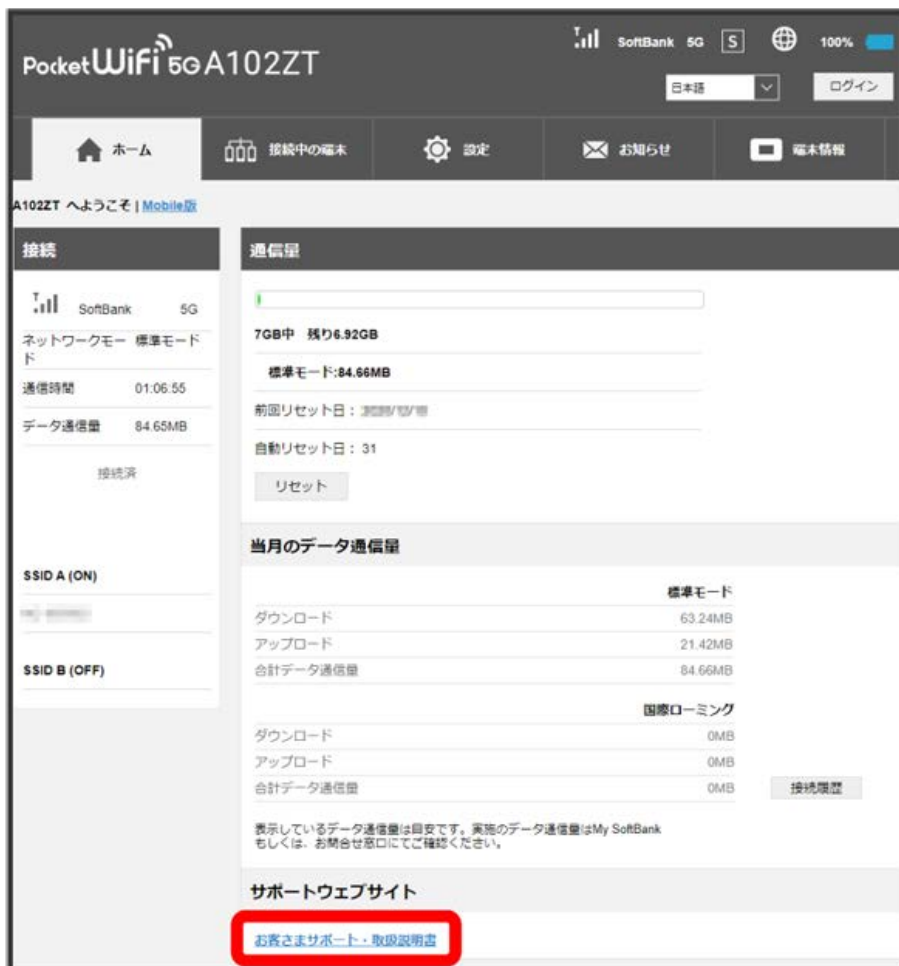 Pocket WiFi 5G A102ZT
SoftBank 5G S 100%
日本語 ログイン
ホーム 接続中の端末 設定 お知らせ 端末情報
A102ZT へようこそ | Mobile版
接続
SoftBank 5G
ネットワークモー 標準モード
ド
通信時間 01:06:55
データ通信量 84.65MB
接続済
SSID A (ON)
SSID B (OFF)
通信量
7GB中 残り6.92GB
標準モード:84.66MB
前回リセット日:
自動リセット日: 31
リセット
当月のデータ通信量
標準モード
ダウンロード 63.24MB
アップロード 21.42MB
合計データ通信量 84.66MB
国際ローミング
ダウンロード 0MB
アップロード 0MB
合計データ通信量 0MB 接続履歴
表示しているデータ通信量は目安です。実施のデータ通信量はMy SoftBank
もしくは、お問合せ窓口にてご確認ください。
サポートウェブサイト
お客さまサポート・取扱説明書